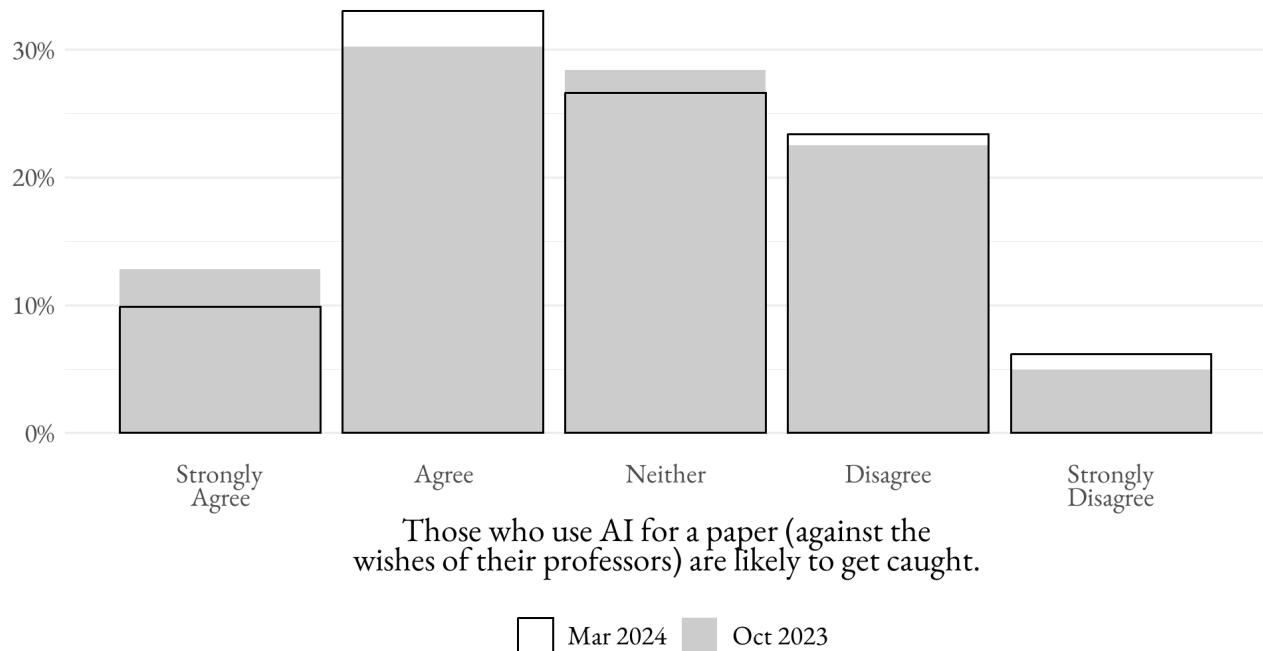 30%
20%
10%
0%
Strongly
Agree
Agree
Neither
Disagree
Strongly
Disagree
Those who use AI for a paper (against the
wishes of their professors) are likely to get caught.
Mar 2024
Oct 2023